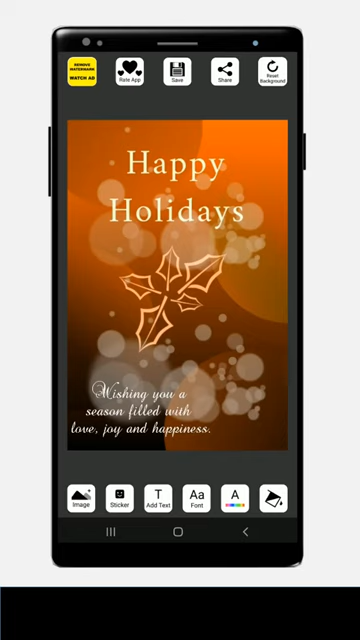 REMOVE
WATERMARK
WATCH AD
Rate App
Save
Share
Reset
Background
Happy
Holidays
Wishing you a
season filled with
love, joy and happiness.
Image
Sticker
T
Add Text
Aa
Font
A